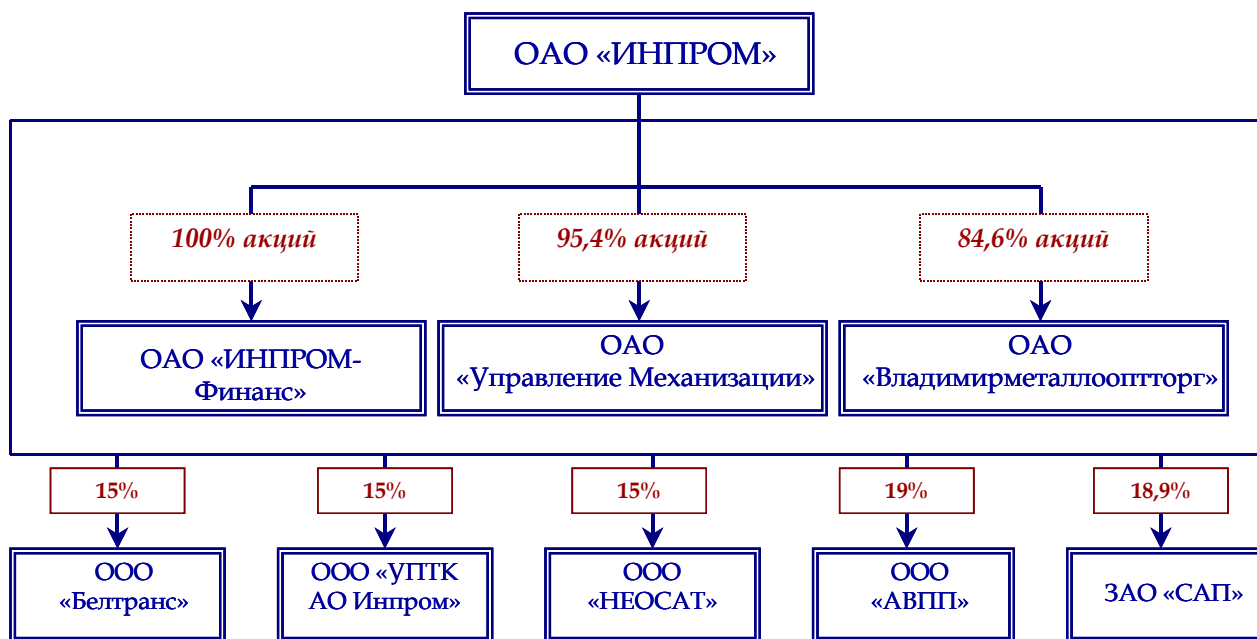 ОАО «ИНПРОМ»
100% акций
95,4% акций
84,6% акций
ОАО «ИНПРОМ-
Финанс»
ОАО
«Управление Механизации»
ОАО
«Владимирметаллооптторг»
15%
15%
15%
19%
18,9%
ООО
«Белтранс»
ООО «УПТК
АО Инпром»
ООО
«НЕОСАТ»
ООО
«АВПП»
ЗАО «САП»